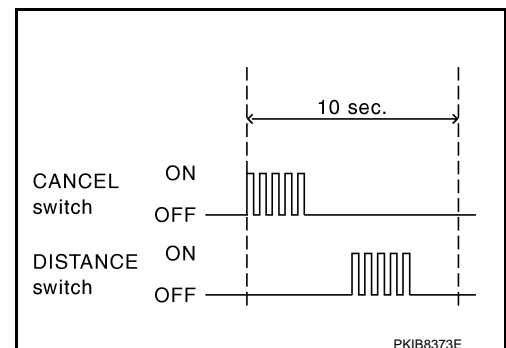 10 sec.
CANCEL
switch
ON
OFF
DISTANCE
switch
ON
OFF
PKIB8373E